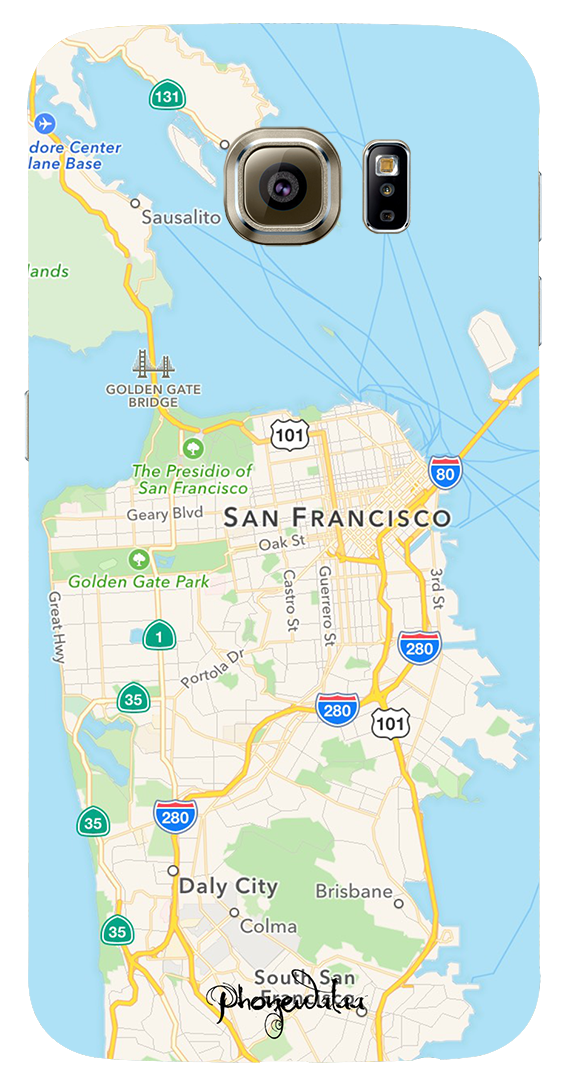 131
dore Center
lane Base
Sausalito
lands
GOLDEN GATE
BRIDGE
101
80
The Presidio of
San Francisco
Geary Blvd
SAN FRANCISCO
Oak St
Golden Gate Park
Castro St
Guerrero St
3rd St
Great Hwy
1
280
Portola Dr
35
280
101
280
35
Daly City
Brisbane
Colma
35
South San
Francisco